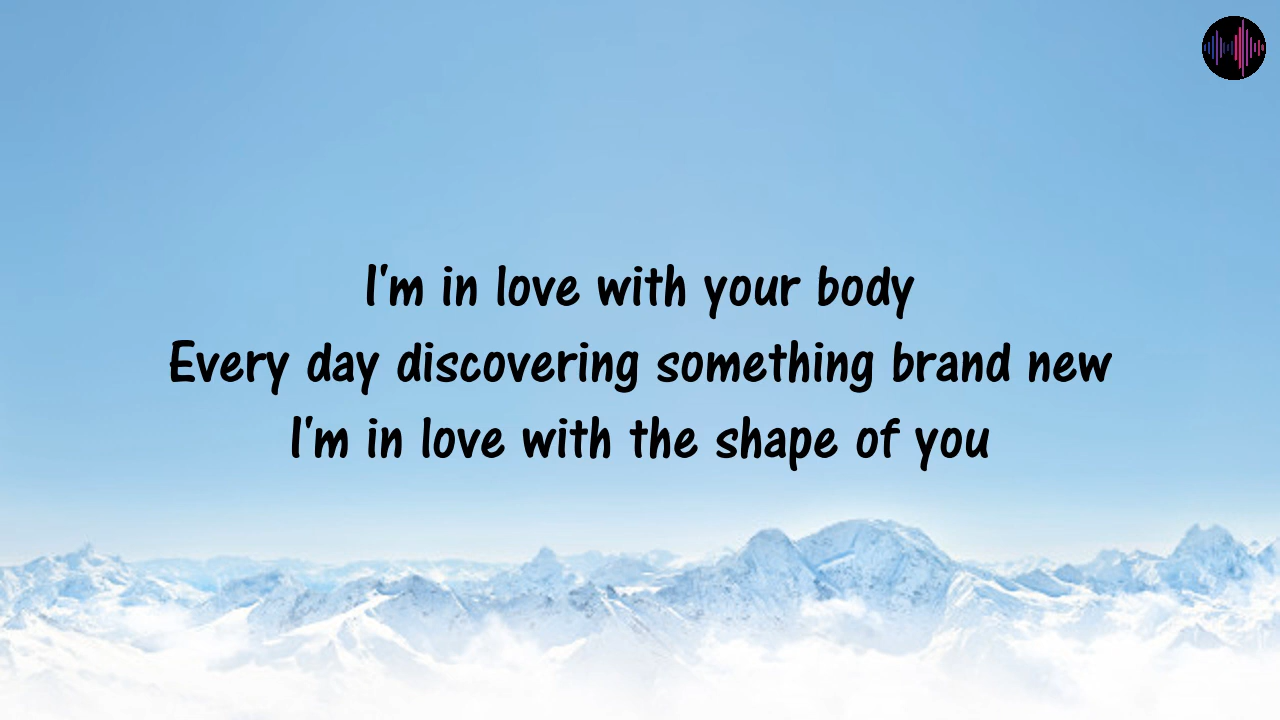 I'm in love with your body
Every day discovering something brand new
I'm in love with the shape of you